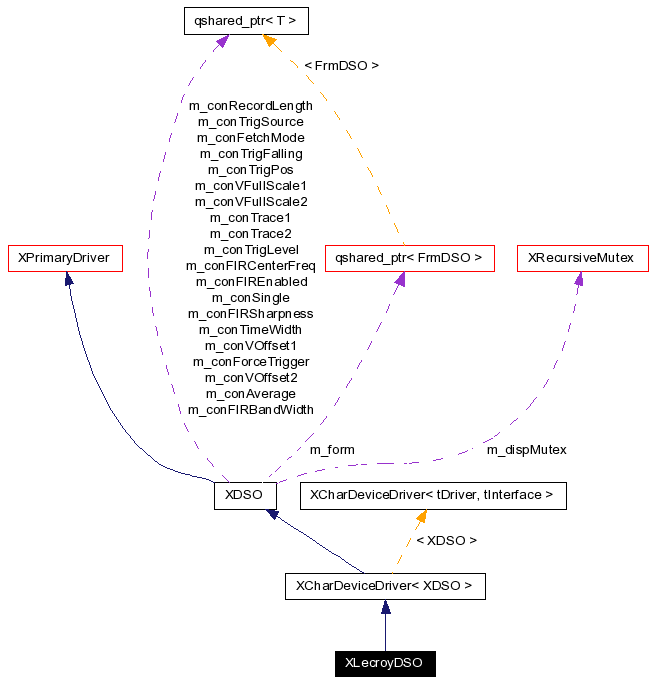 qshared_ptr< T >
< FrmDSO >
m_conRecordLength
m_conTrigSource
m_conFetchMode
m_conTrigFalling
m_conTrigPos
m_conVFullScale1
m_conVFullScale2
m_conTrace1
m_conTrace2
m_conTrigLevel
m_conFIRCenterFreq
m_conFIREnabled
m_conSingle
m_conFIRSharpness
m_conTimeWidth
m_conVOffset1
m_conForceTrigger
m_conVOffset2
m_conAverage
m_conFIRBandWidth
XPrimaryDriver
qshared_ptr< FrmDSO >
XRecursiveMutex
m_form
m_dispMutex
XDSO
XCharDeviceDriver< tDriver, tInterface >
< XDSO >
XCharDeviceDriver< XDSO >
XLecroyDSO